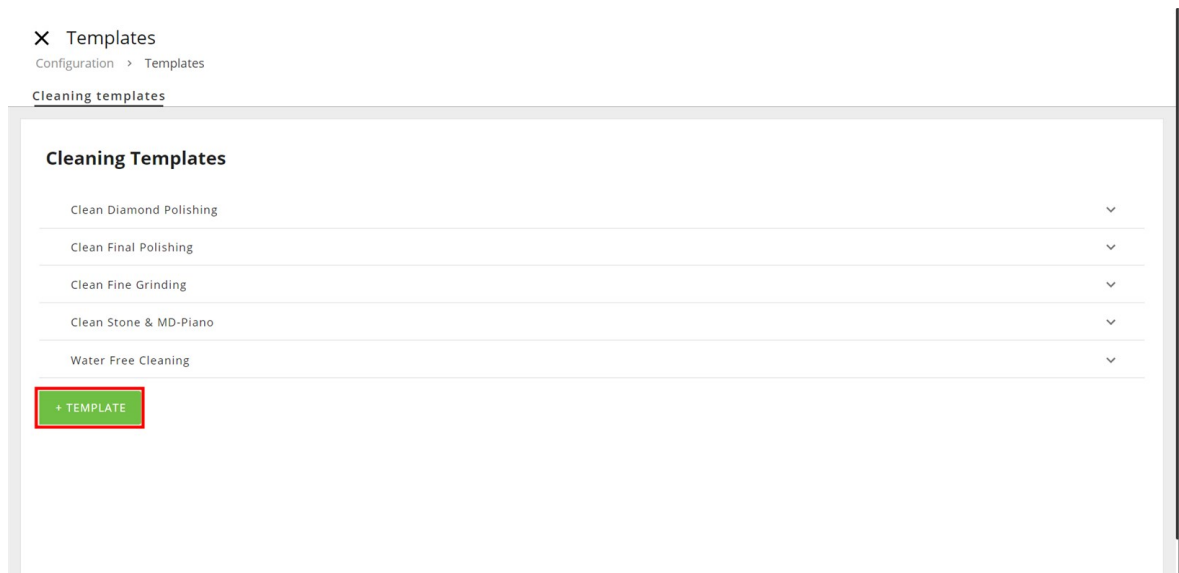 Templates
Configuration > Templates
Cleaning templates
Cleaning Templates
Clean Diamond Polishing
Clean Final Polishing
Clean Fine Grinding
Clean Stone & MD-Piano
Water Free Cleaning
+ TEMPLATE